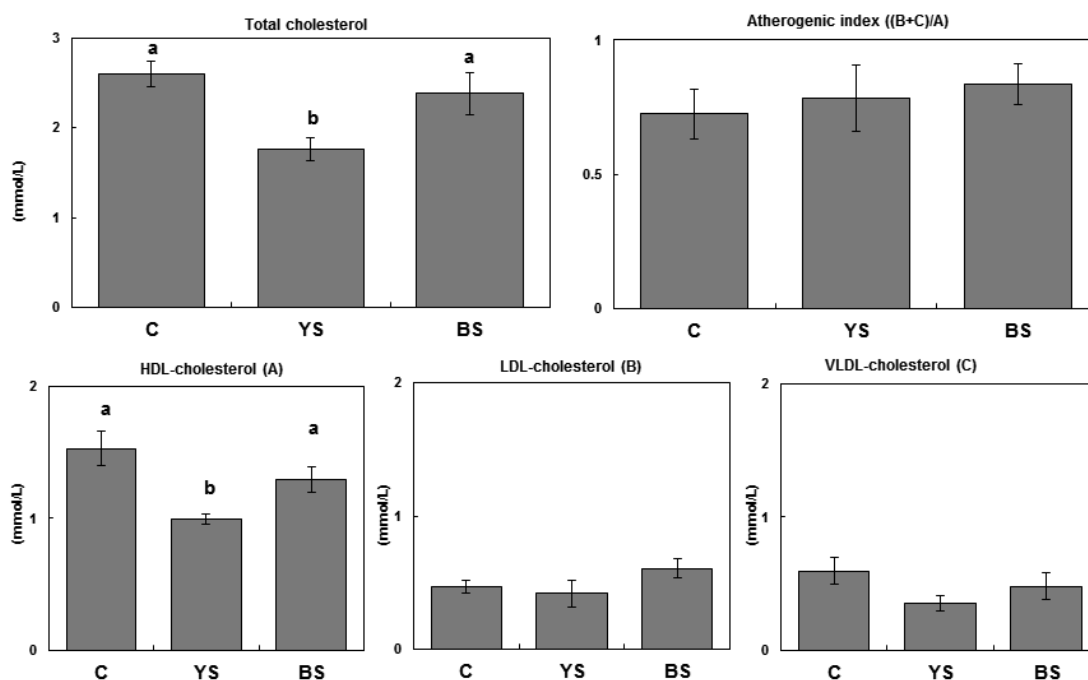 Total cholesterol
3
2
1
0
(mmol/L)
a
b
a
C YS BS
Atherogenic index ((B+C)/A)
1
0.5
0
C YS BS
HDL-cholesterol (A)
2
1
0
(mmol/L)
a
b
a
C YS BS
LDL-cholesterol (B)
2
1
0
(mmol/L)
C YS BS
VLDL-cholesterol (C)
2
1
0
(mmol/L)
C YS BS